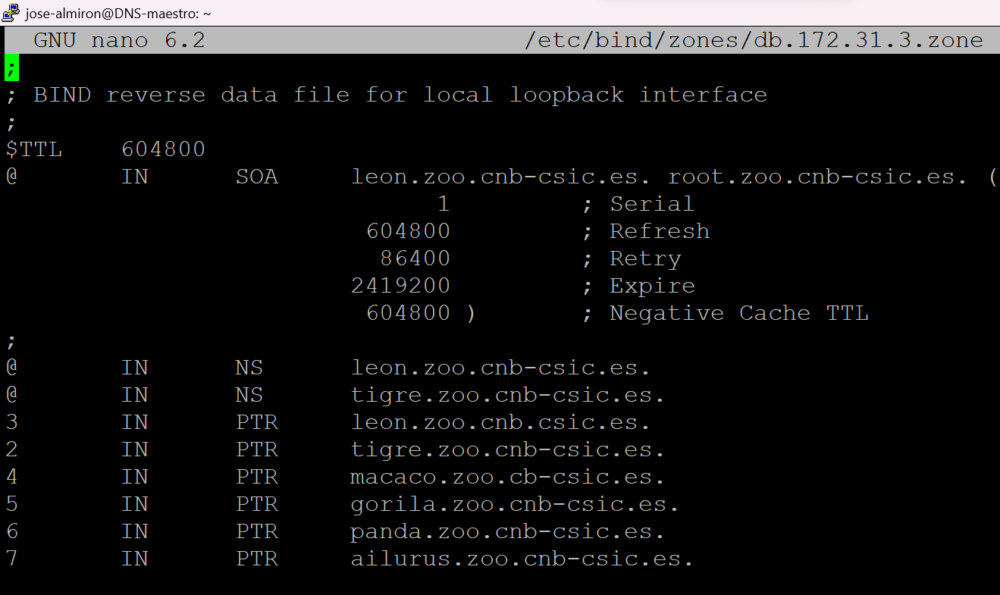 jose-almiron@DNS-maestro: ~
GNU nano 6.2 /etc/bind/zones/db.172.31.3.zone
;
; BIND reverse data file for local loopback interface
;
$TTL 604800
@ IN SOA leon.zoo.cnb-csic.es. root.zoo.cnb-csic.es. (
1 ; Serial
604800 ; Refresh
86400 ; Retry
2419200 ; Expire
604800 ) ; Negative Cache TTL
;
@ IN NS leon.zoo.cnb-csic.es.
@ IN NS tigre.zoo.cnb-csic.es.
3 IN PTR leon.zoo.cnb.csic.es.
2 IN PTR tigre.zoo.cnb-csic.es.
4 IN PTR macaco.zoo.cb-csic.es.
5 IN PTR gorila.zoo.cnb-csic.es.
6 IN PTR panda.zoo.cnb-csic.es.
7 IN PTR ailurus.zoo.cnb-csic.es.